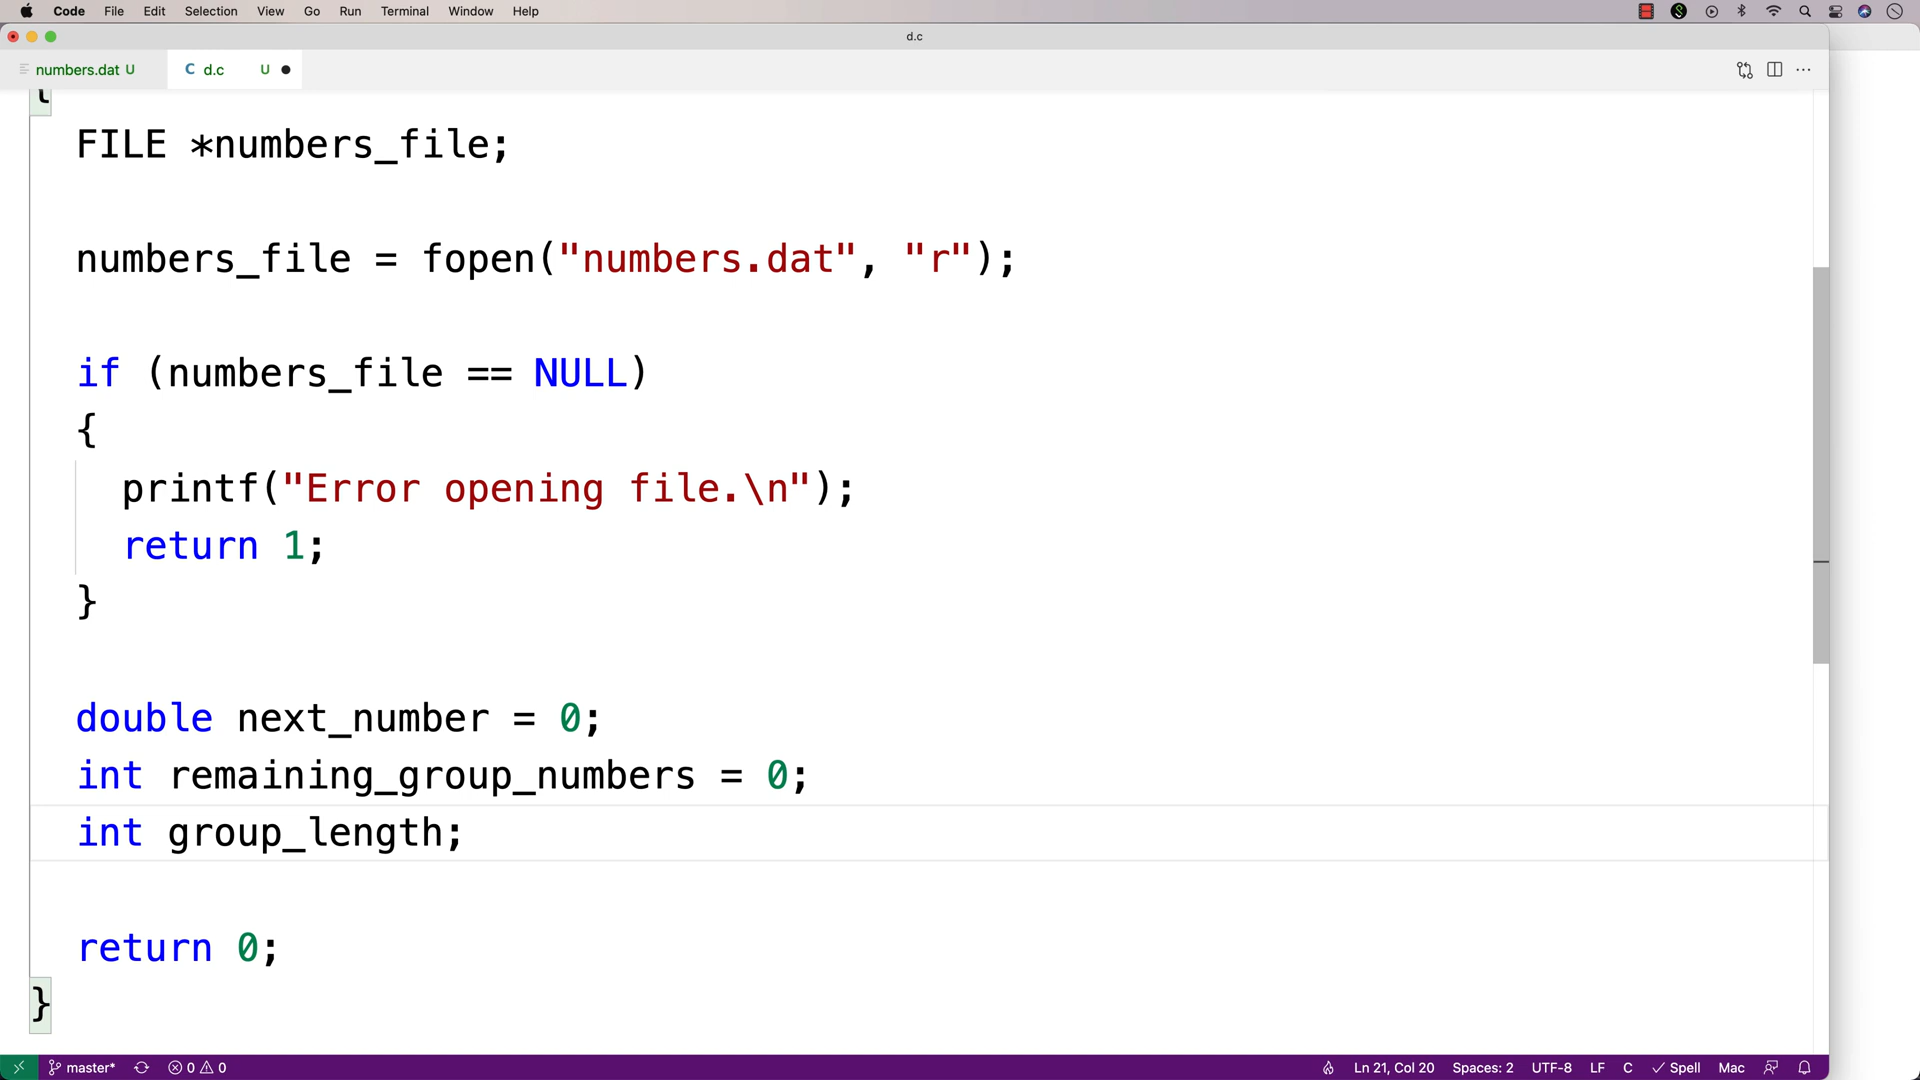 Code File Edit Selection View Go Run Terminal Window Help
d.c
numbers.dat U C d.c U
{
FILE *numbers_file;
numbers_file = fopen("numbers.dat", "r");
if (numbers_file == NULL)
{
printf("Error opening file.\n");
return 1;
}
double next_number = 0;
int remaining_group_numbers = 0;
int group_length;
return 0;
}
master* 0 0 Ln 21, Col 20 Spaces: 2 UTF-8 LF C Spell Mac